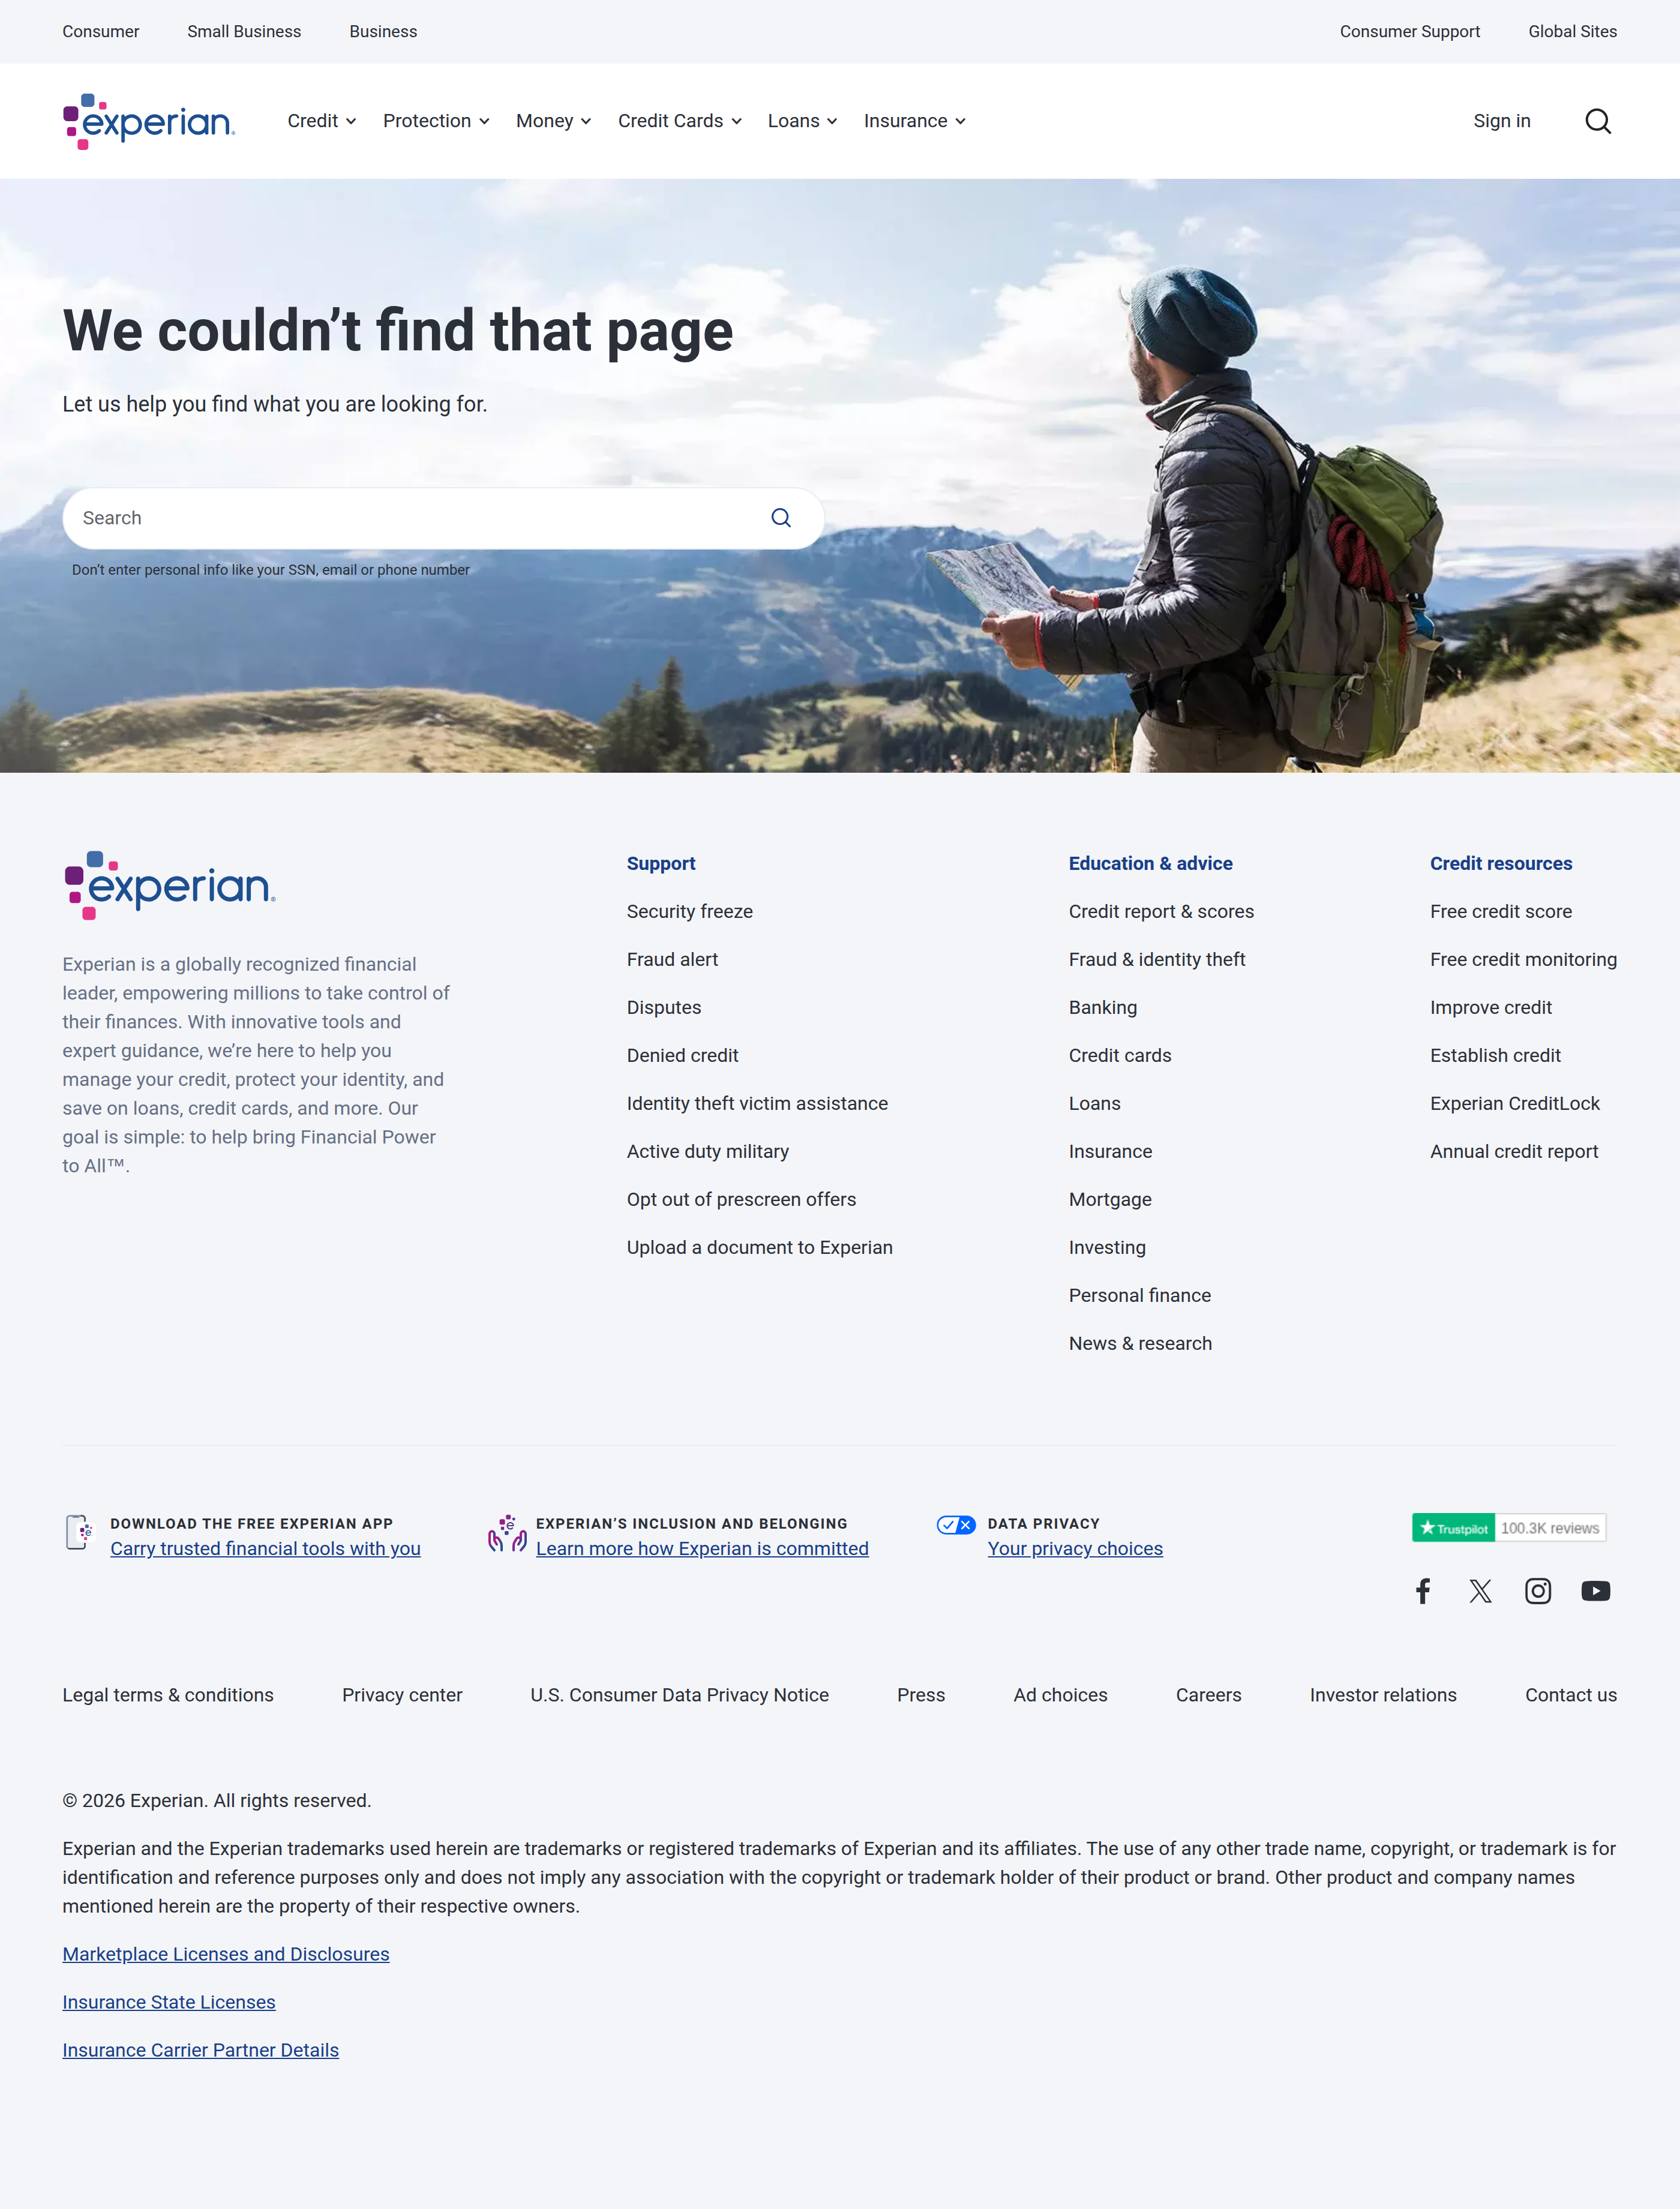 Consumer
Small Business
Business
Consumer Support
Global Sites
experian
Credit
Protection
Money
Credit Cards
Loans
Insurance
Sign in
We couldn’t find that page
Let us help you find what you are looking for.
Search
Don’t enter personal info like your SSN, email or phone number
experian
Experian is a globally recognized financial
leader, empowering millions to take control of
their finances. With innovative tools and
expert guidance, we’re here to help you
manage your credit, protect your identity, and
save on loans, credit cards, and more. Our
goal is simple: to help bring Financial Power
to All™.
Support
Security freeze
Fraud alert
Disputes
Denied credit
Identity theft victim assistance
Active duty military
Opt out of prescreen offers
Upload a document to Experian
Education & advice
Credit report & scores
Fraud & identity theft
Banking
Credit cards
Loans
Insurance
Mortgage
Investing
Personal finance
News & research
Credit resources
Free credit score
Free credit monitoring
Improve credit
Establish credit
Experian CreditLock
Annual credit report
DOWNLOAD THE FREE EXPERIAN APP
Carry trusted financial tools with you
EXPERIAN’S INCLUSION AND BELONGING
Learn more how Experian is committed
DATA PRIVACY
Your privacy choices
Trustpilot 100.3K reviews
Legal terms & conditions
Privacy center
U.S. Consumer Data Privacy Notice
Press
Ad choices
Careers
Investor relations
Contact us
© 2026 Experian. All rights reserved.
Experian and the Experian trademarks used herein are trademarks or registered trademarks of Experian and its affiliates. The use of any other trade name, copyright, or trademark is for
identification and reference purposes only and does not imply any association with the copyright or trademark holder of their product or brand. Other product and company names
mentioned herein are the property of their respective owners.
Marketplace Licenses and Disclosures
Insurance State Licenses
Insurance Carrier Partner Details